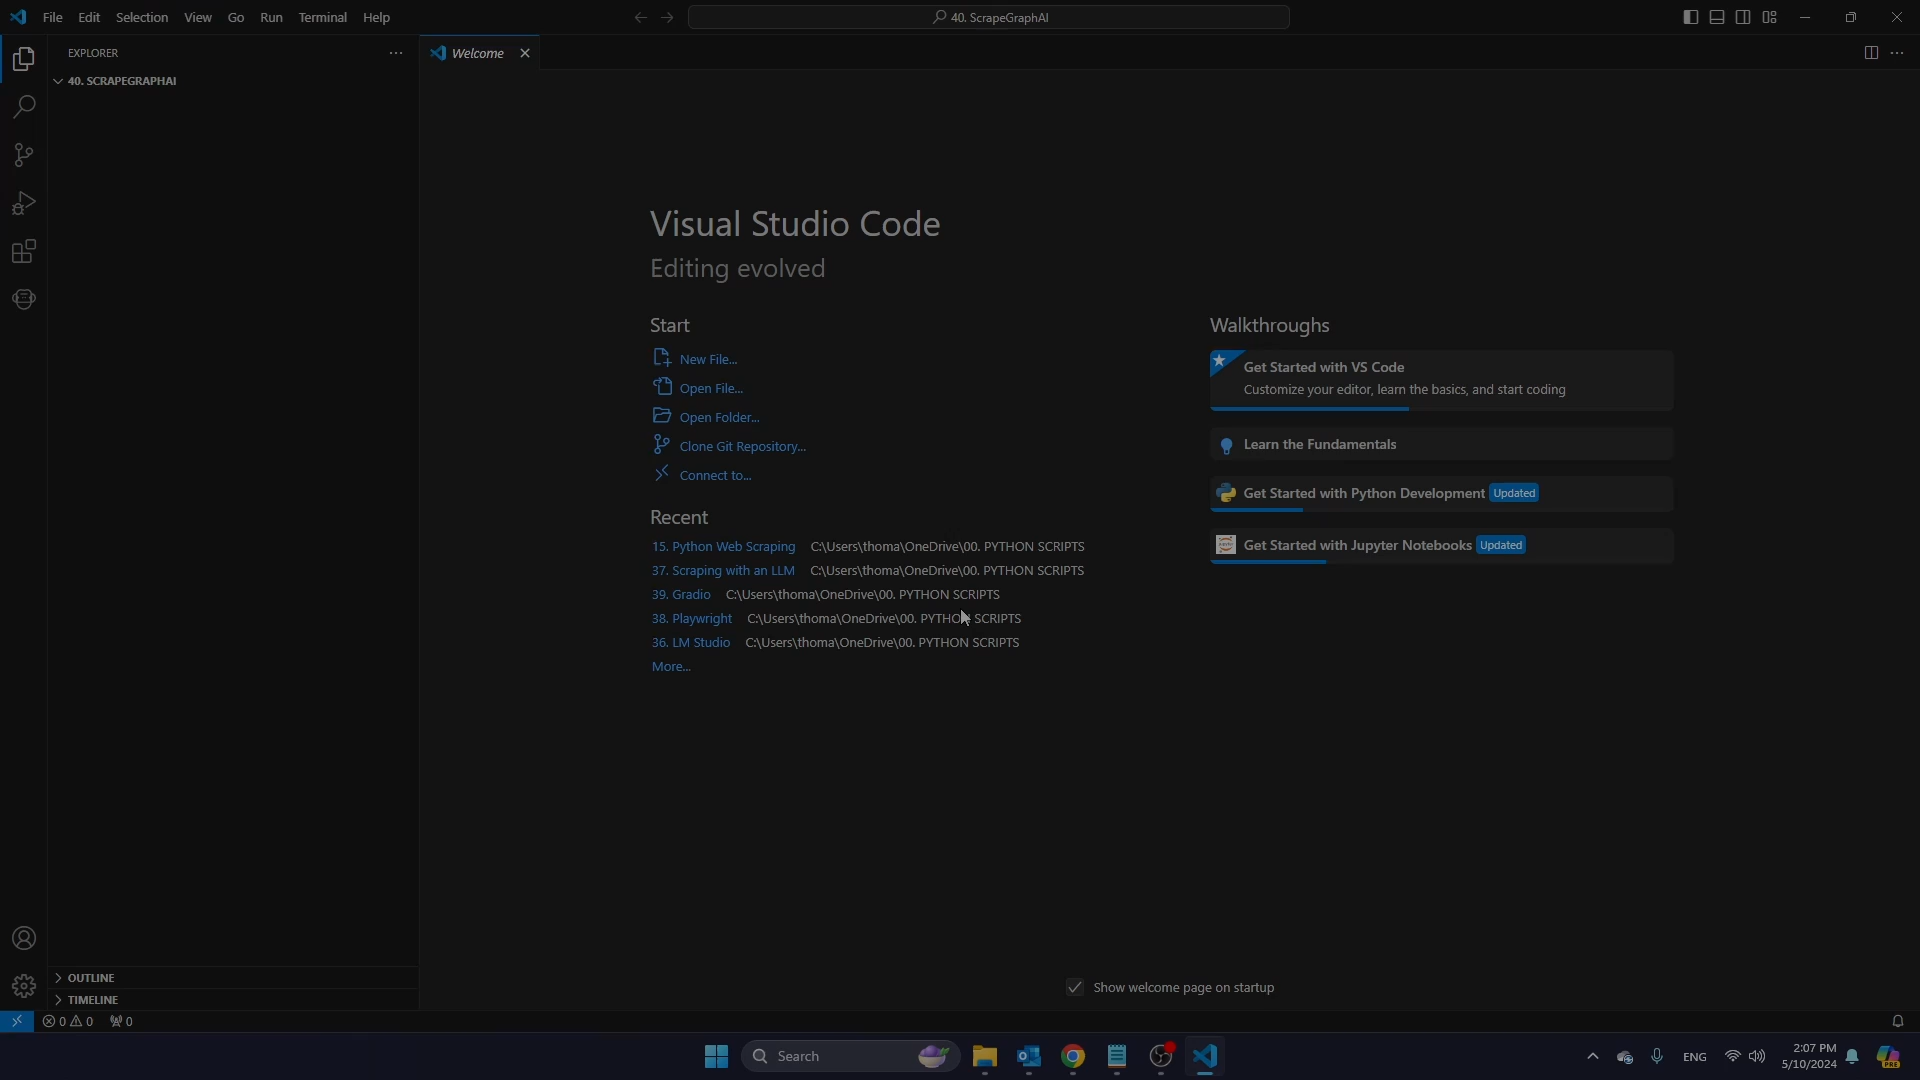 File Edit Selection View Go Run Terminal Help
40. ScrapeGraphAI
EXPLORER
40. SCRAPEGRAPHAI
Welcome
Visual Studio Code
Editing evolved
Start
New File...
Open File...
Open Folder...
Clone Git Repository...
Connect to...
Recent
15. Python Web Scraping C:\Users\thoma\OneDrive\00. PYTHON SCRIPTS
37. Scraping with an LLM C:\Users\thoma\OneDrive\00. PYTHON SCRIPTS
39. Gradio C:\Users\thoma\OneDrive\00. PYTHON SCRIPTS
38. Playwright C:\Users\thoma\OneDrive\00. PYTHON SCRIPTS
36. LM Studio C:\Users\thoma\OneDrive\00. PYTHON SCRIPTS
More...
Walkthroughs
Get Started with VS Code
Customize your editor, learn the basics, and start coding
Learn the Fundamentals
Get Started with Python Development Updated
Get Started with Jupyter Notebooks Updated
Show welcome page on startup
OUTLINE
TIMELINE
0 0 0
Search
ENG
2:07 PM
5/10/2024
PRE